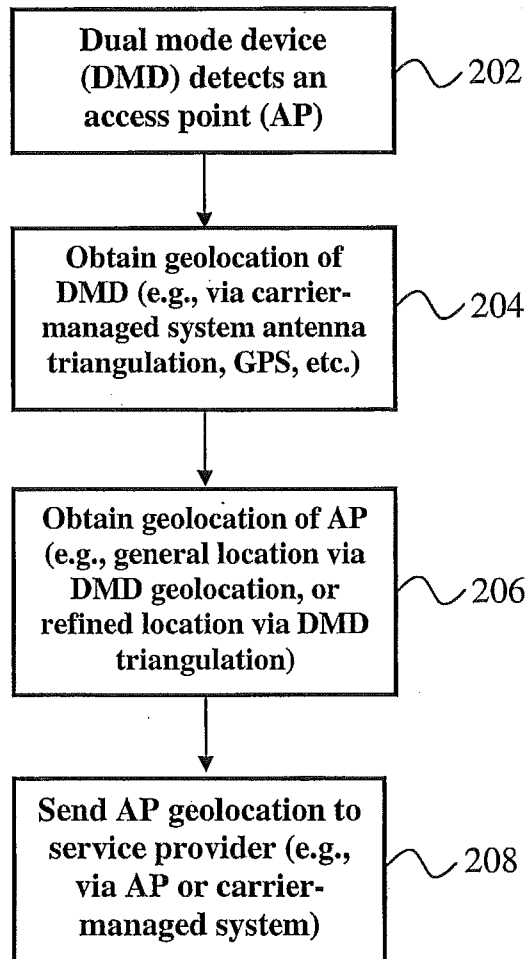 Dual mode device
(DMD) detects an
access point (AP)
202
Obtain geolocation of
DMD (e.g., via carrier-
managed system antenna
triangulation, GPS, etc.)
204
Obtain geolocation of AP
(e.g., general location via
DMD geolocation, or
refined location via DMD
triangulation)
206
Send AP geolocation to
service provider (e.g.,
via AP or carrier-
managed system)
208